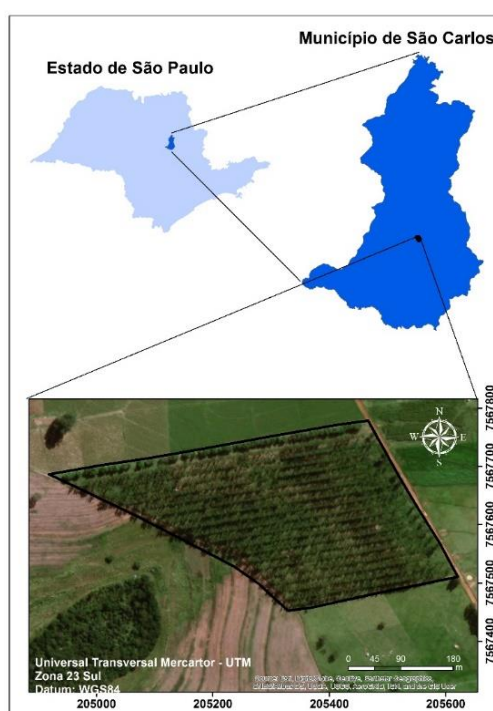 Município de São Carlos
Estado de São Paulo
N
W E
S
7567800
7567700
7567600
7567500
7567400
Universal Transversal Mercartor - UTM
Zona 23 Sul
Datum: WGS84
0 45 90 180
m
205000
205200
205400
205600